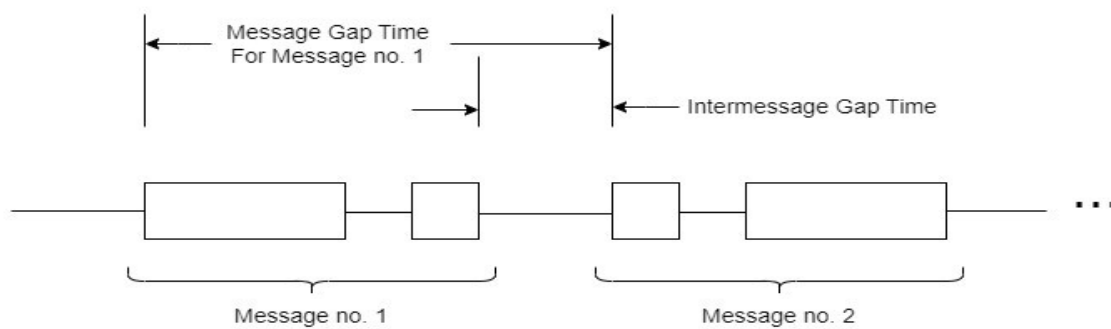 Message Gap Time
For Message no. 1
Intermessage Gap Time
...
Message no. 1
Message no. 2